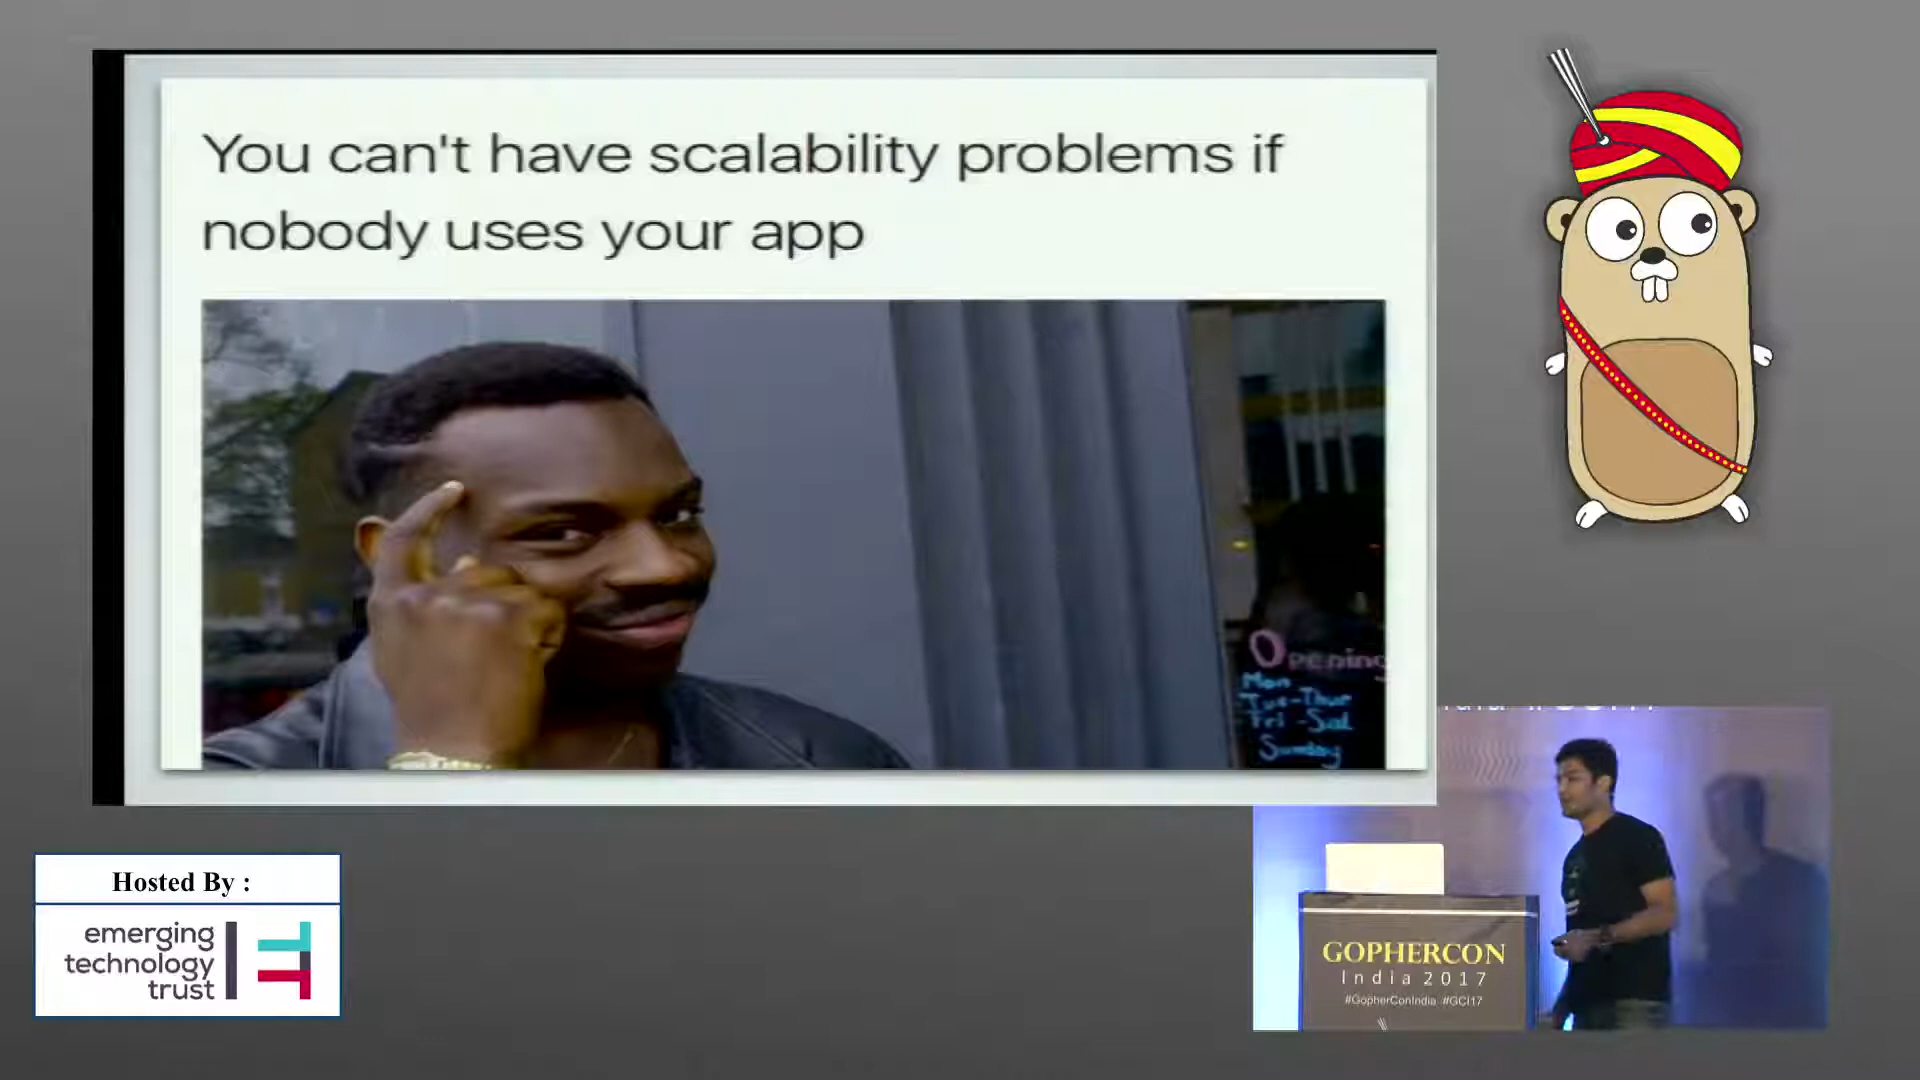 You can't have scalability problems if
nobody uses your app
Opening
Mon
Tue-Thur
Fri -Sat
Sunday
Hosted By :
emerging
technology
trust
GOPHERCON
India 2017
#GopherConIndia #GCI17